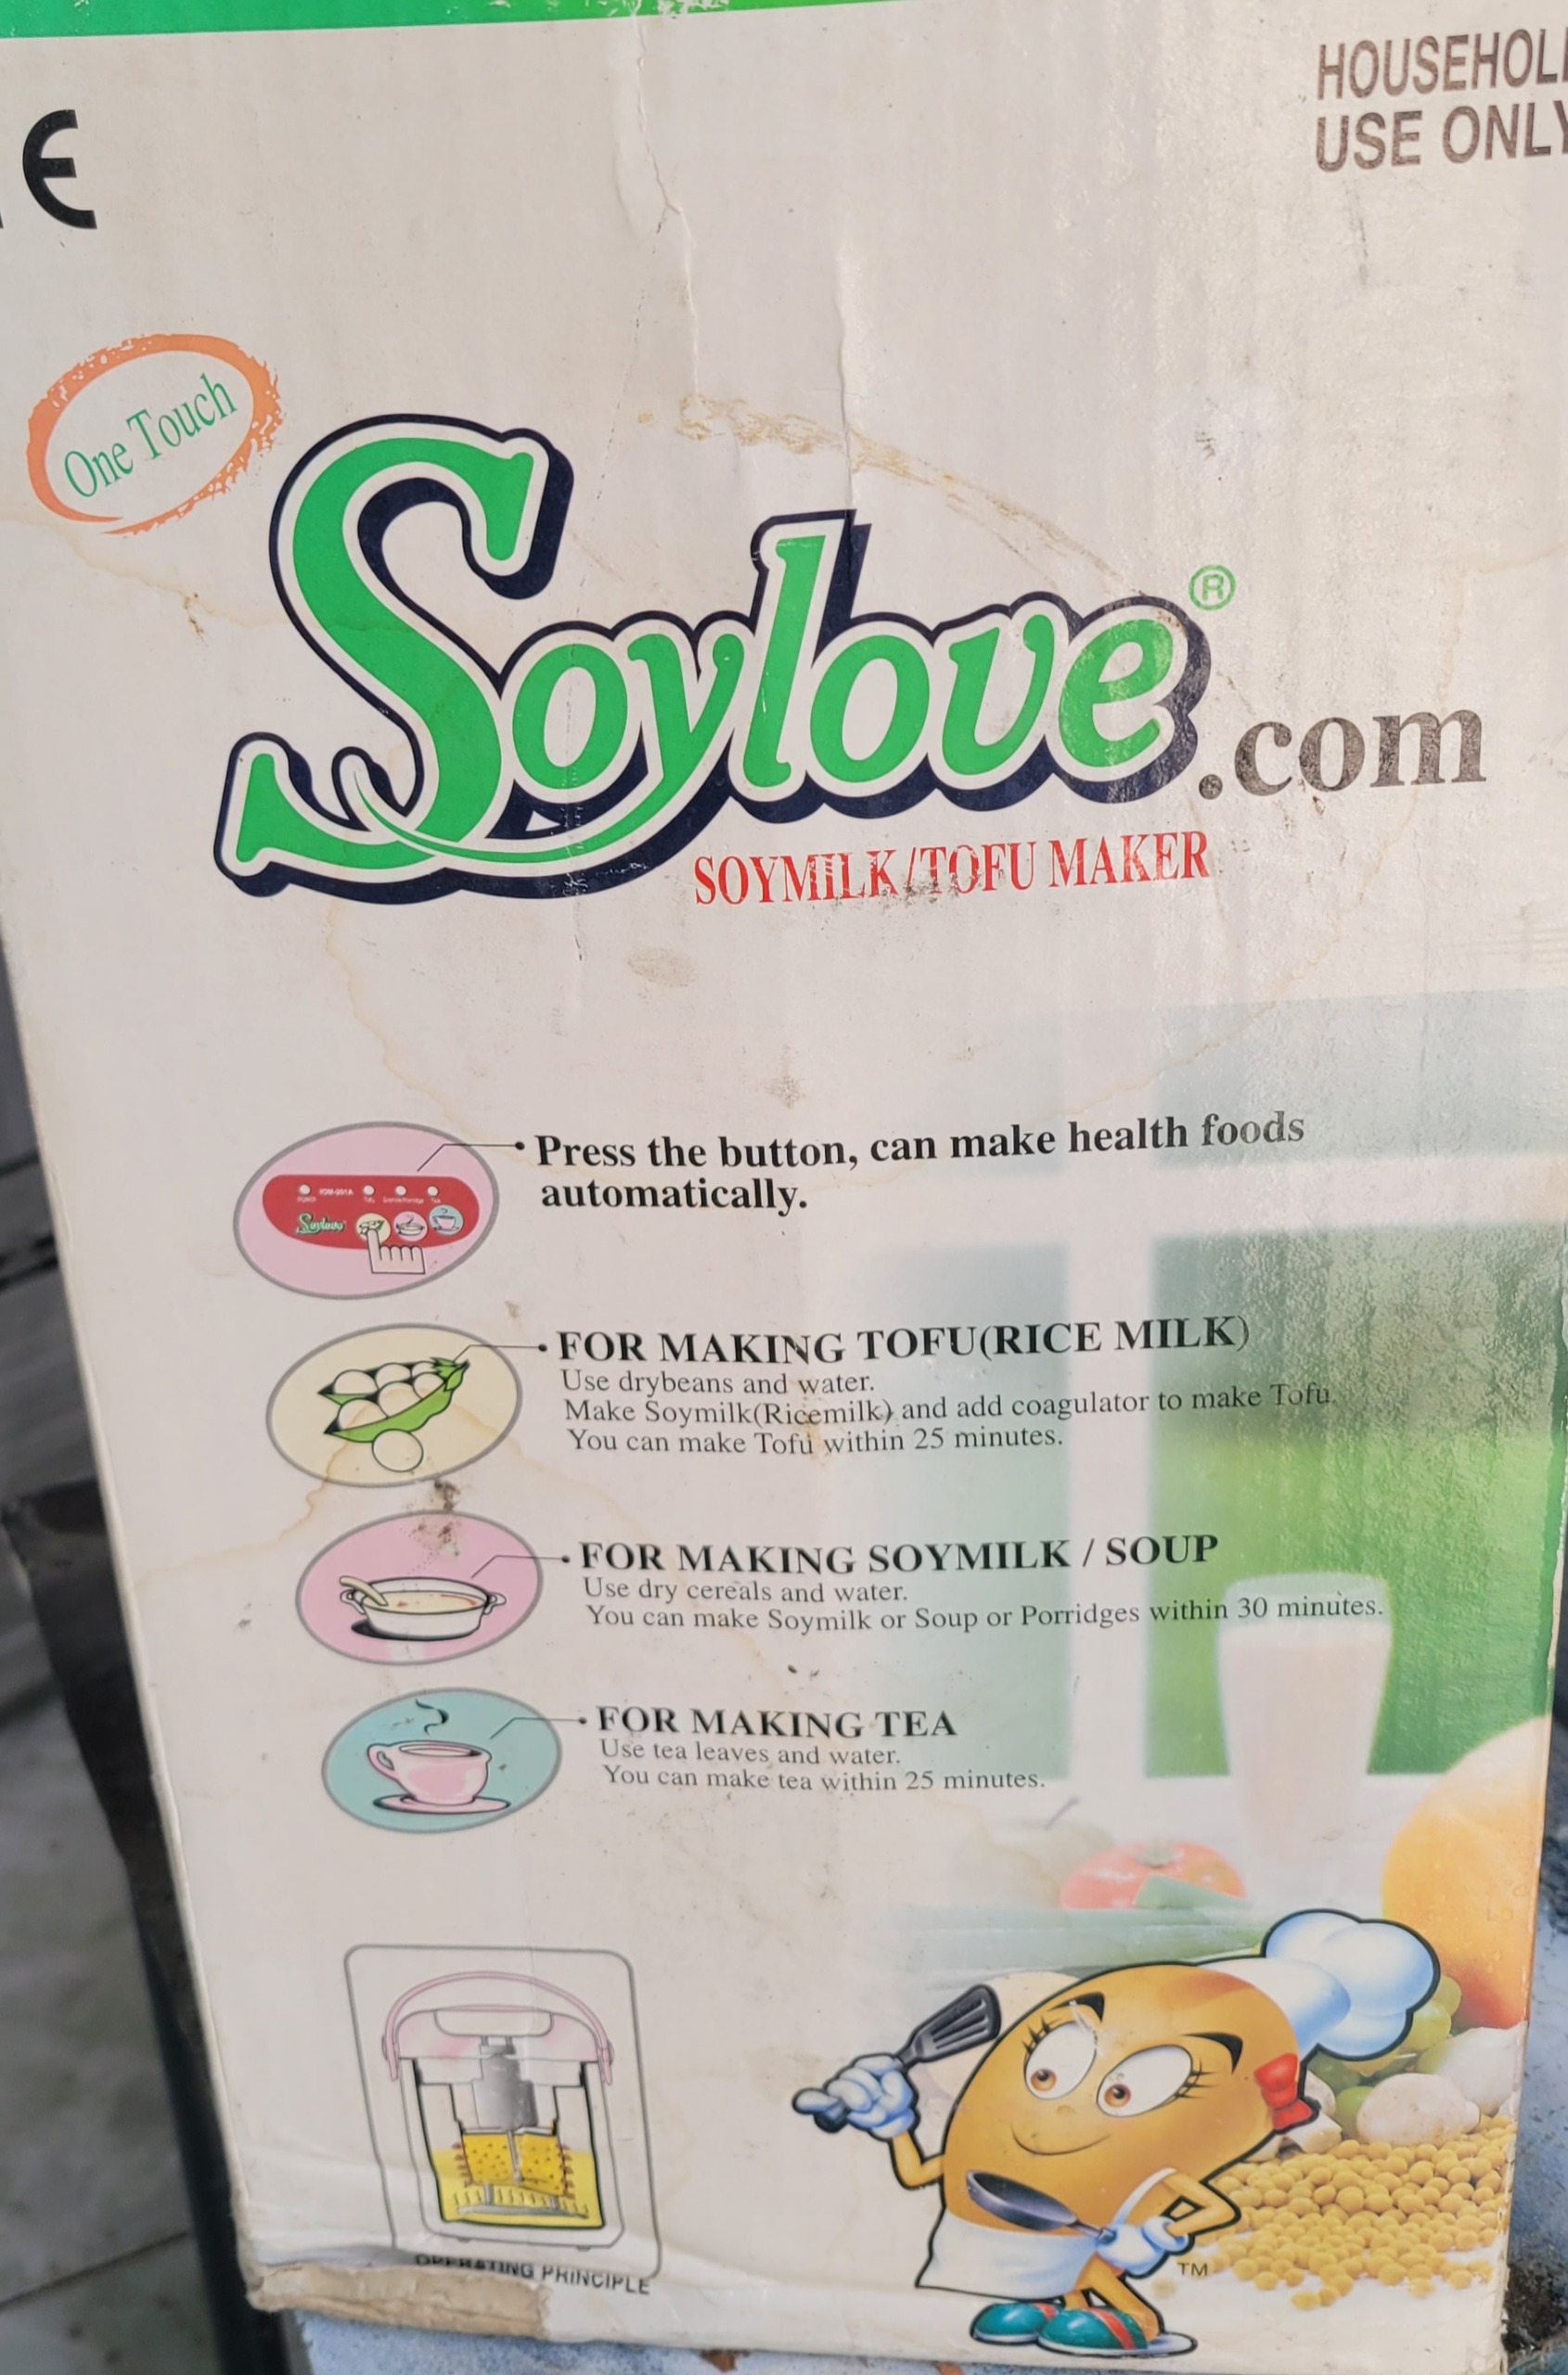 CE
HOUSEHOL
USE ONLY
One Touch
Soylove®.com
SOYMILK/TOFU MAKER
• Press the button, can make health foods
automatically.
Soylove
• FOR MAKING TOFU(RICE MILK)
Use drybeans and water.
Make Soymilk(Ricemilk) and add coagulator to make Tofu.
You can make Tofu within 25 minutes.
• FOR MAKING SOYMILK / SOUP
Use dry cereals and water.
You can make Soymilk or Soup or Porridges within 30 minutes.
• FOR MAKING TEA
Use tea leaves and water.
You can make tea within 25 minutes.
OPERATING PRINCIPLE
TM